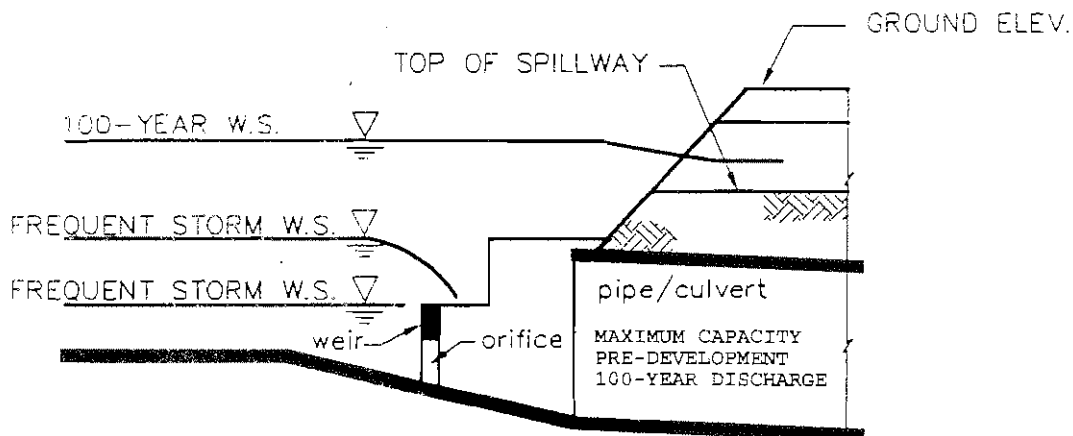 GROUND ELEV.
TOP OF SPILLWAY
100-YEAR W.S.
FREQUENT STORM W.S.
FREQUENT STORM W.S.
pipe/culvert
weir
orifice
MAXIMUM CAPACITY
PRE-DEVELOPMENT
100-YEAR DISCHARGE